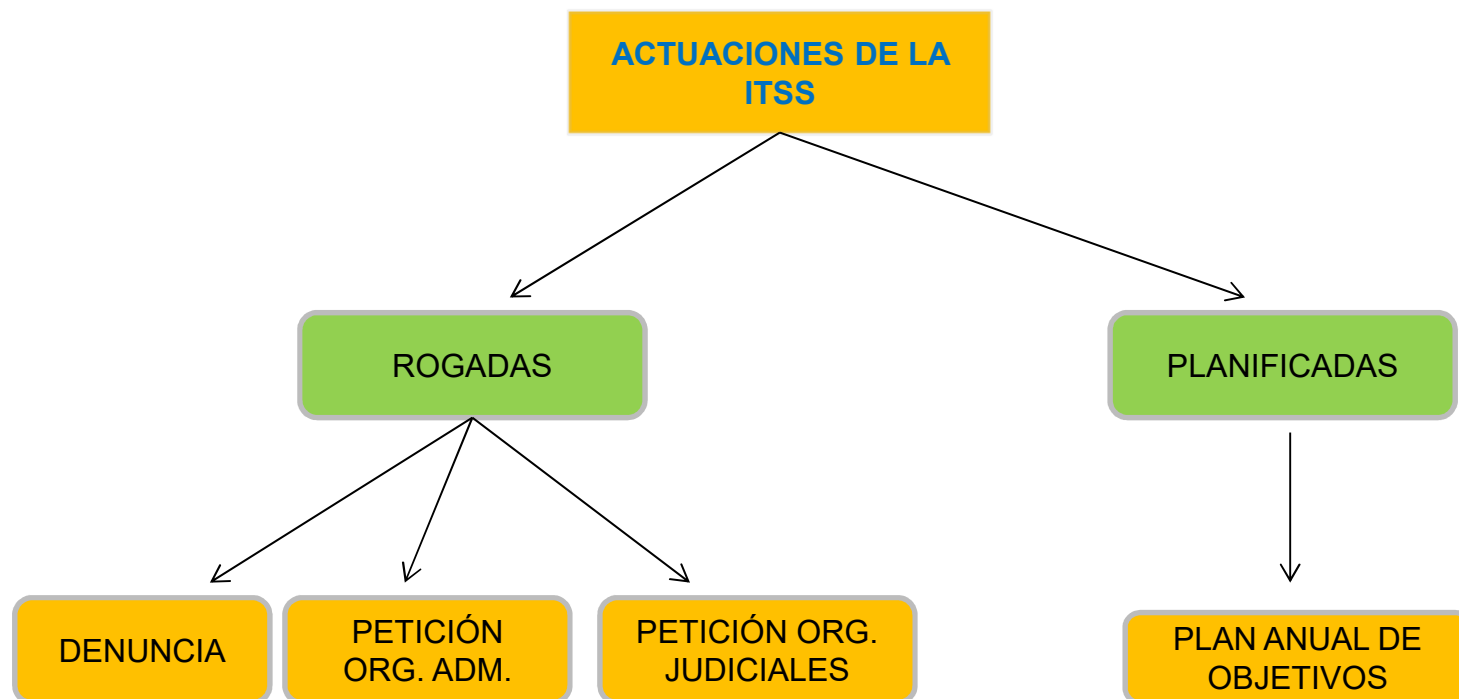 ACTUACIONES DE LA
ITSS
ROGADAS
PLANIFICADAS
DENUNCIA
PETICIÓN
ORG. ADM.
PETICIÓN ORG.
JUDICIALES
PLAN ANUAL DE
OBJETIVOS